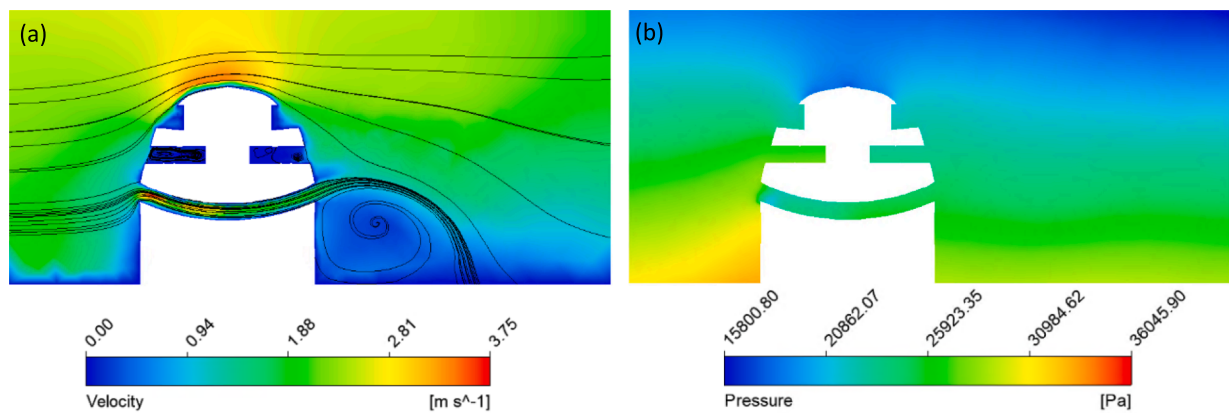 (a)
(b)
0.00
0.94
1.88
2.81
3.75
Velocity
[m s^-1]
15800.80
20862.07
25923.35
30984.62
36045.90
Pressure
[Pa]